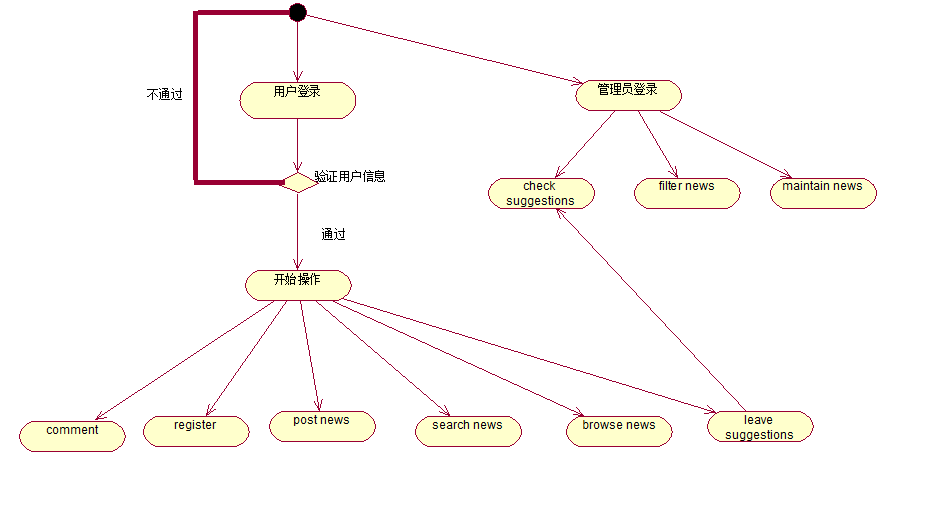 用户登录
管理员登录
不通过
验证用户信息
check
suggestions
filter news
maintain news
通过
开始操作
comment
register
post news
search news
browse news
leave
suggestions